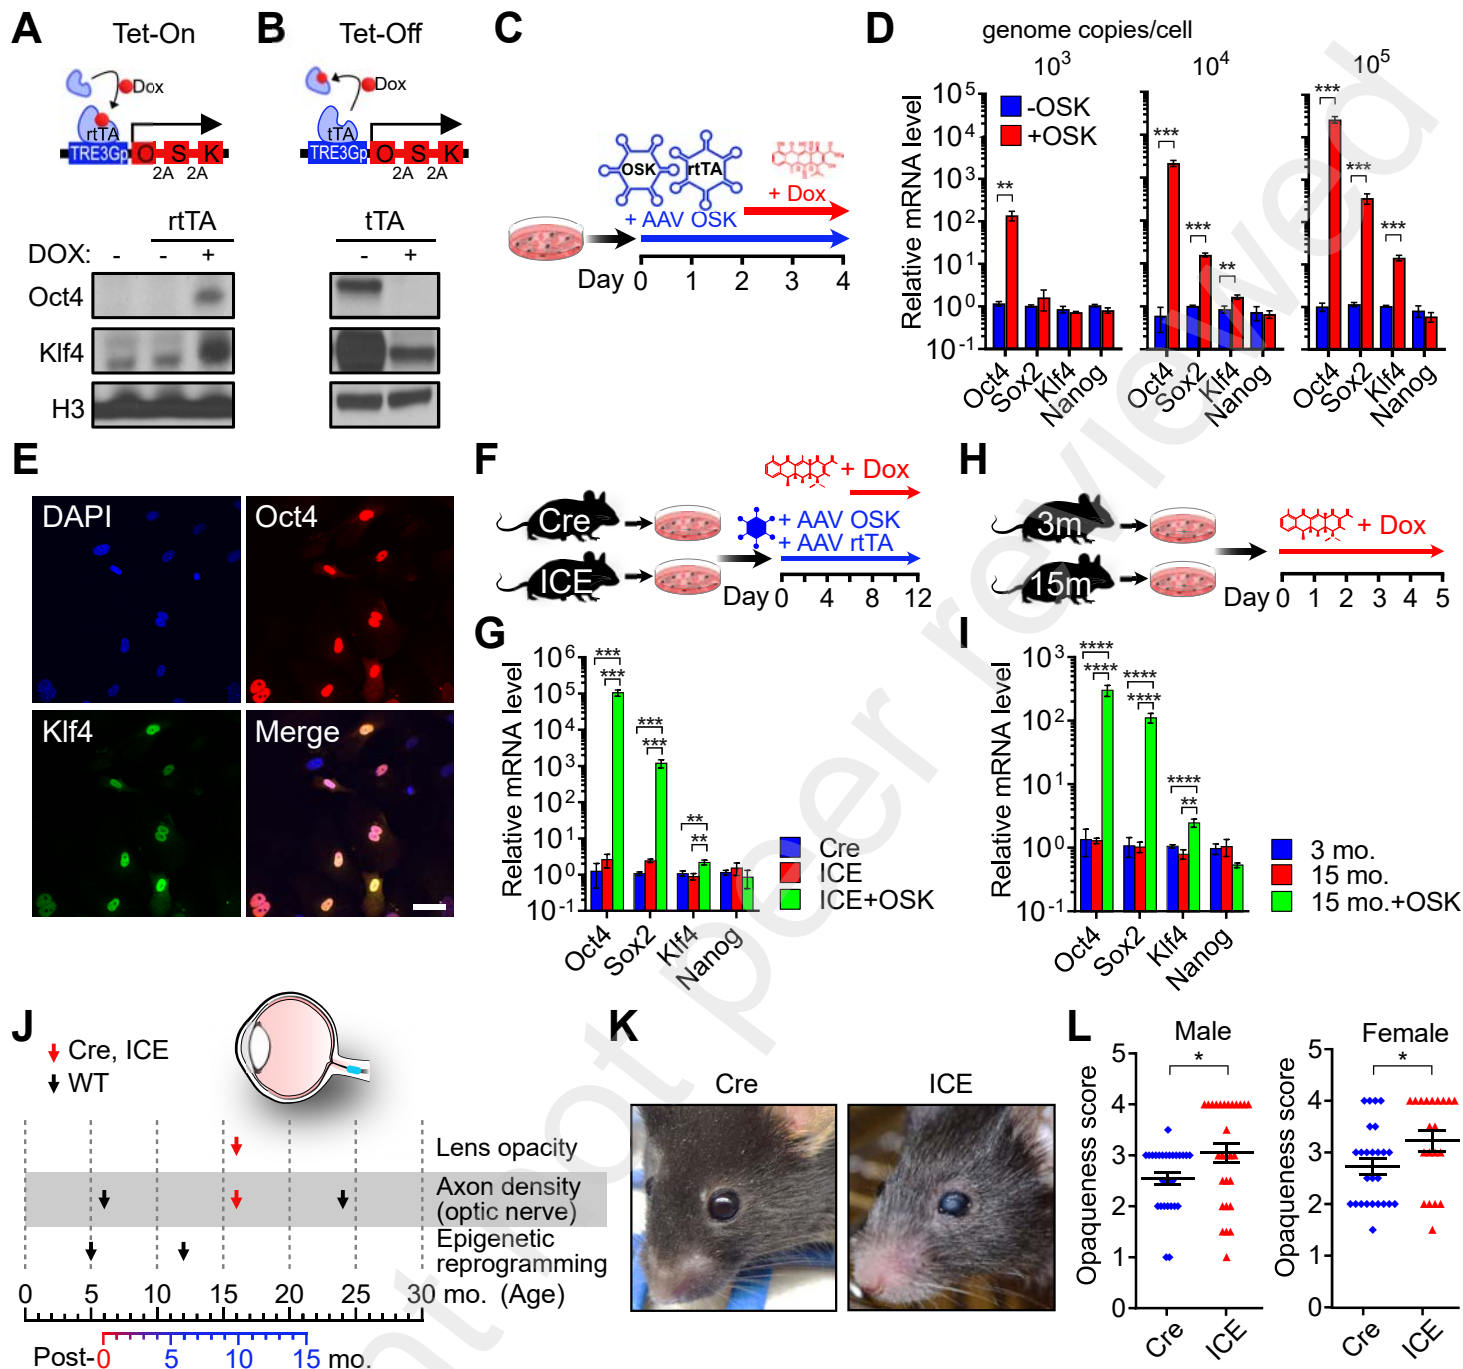 A Tet-On
Dox
rtTA
TRE3Gp O S K
2A 2A
rtTA
DOX: - - +
Oct4
Klf4
H3
B Tet-Off
Dox
tTA
TRE3Gp O S K
2A 2A
tTA
- +
C
OSK rtTA
+ Dox
+ AAV OSK
Day 0 1 2 3 4
D genome copies/cell
10^3 10^4 10^5
Relative mRNA level
10^5
10^4
10^3
10^2
10^1
10^0
10^-1
-OSK
+OSK
**
*** *** **
*** *** ***
Oct4 Sox2 Klf4 Nanog
Oct4 Sox2 Klf4 Nanog
Oct4 Sox2 Klf4 Nanog
E
DAPI Oct4
Klf4 Merge
F
+ Dox
Cre
ICE
+ AAV OSK
+ AAV rtTA
Day 0 4 8 12
G
Relative mRNA level
10^6
10^5
10^4
10^3
10^2
10^1
10^0
10^-1
*** *** **
*** *** **
Cre
ICE
ICE+OSK
Oct4 Sox2 Klf4 Nanog
H
3m
15m
+ Dox
Day 0 1 2 3 4 5
I
Relative mRNA level
10^3
10^2
10^1
10^0
10^-1
**** **** ****
**** **** **
3 mo.
15 mo.
15 mo.+OSK
Oct4 Sox2 Klf4 Nanog
J
Cre, ICE
WT
Lens opacity
Axon density
(optic nerve)
Epigenetic
reprogramming
0 5 10 15 20 25 30 mo. (Age)
Post- 0 5 10 15 mo.
K
Cre ICE
L Male Female
Opaqueness score
5
4
3
2
1
0
*
Cre ICE
Opaqueness score
5
4
3
2
1
0
*
Cre ICE
nt not peer reviewed